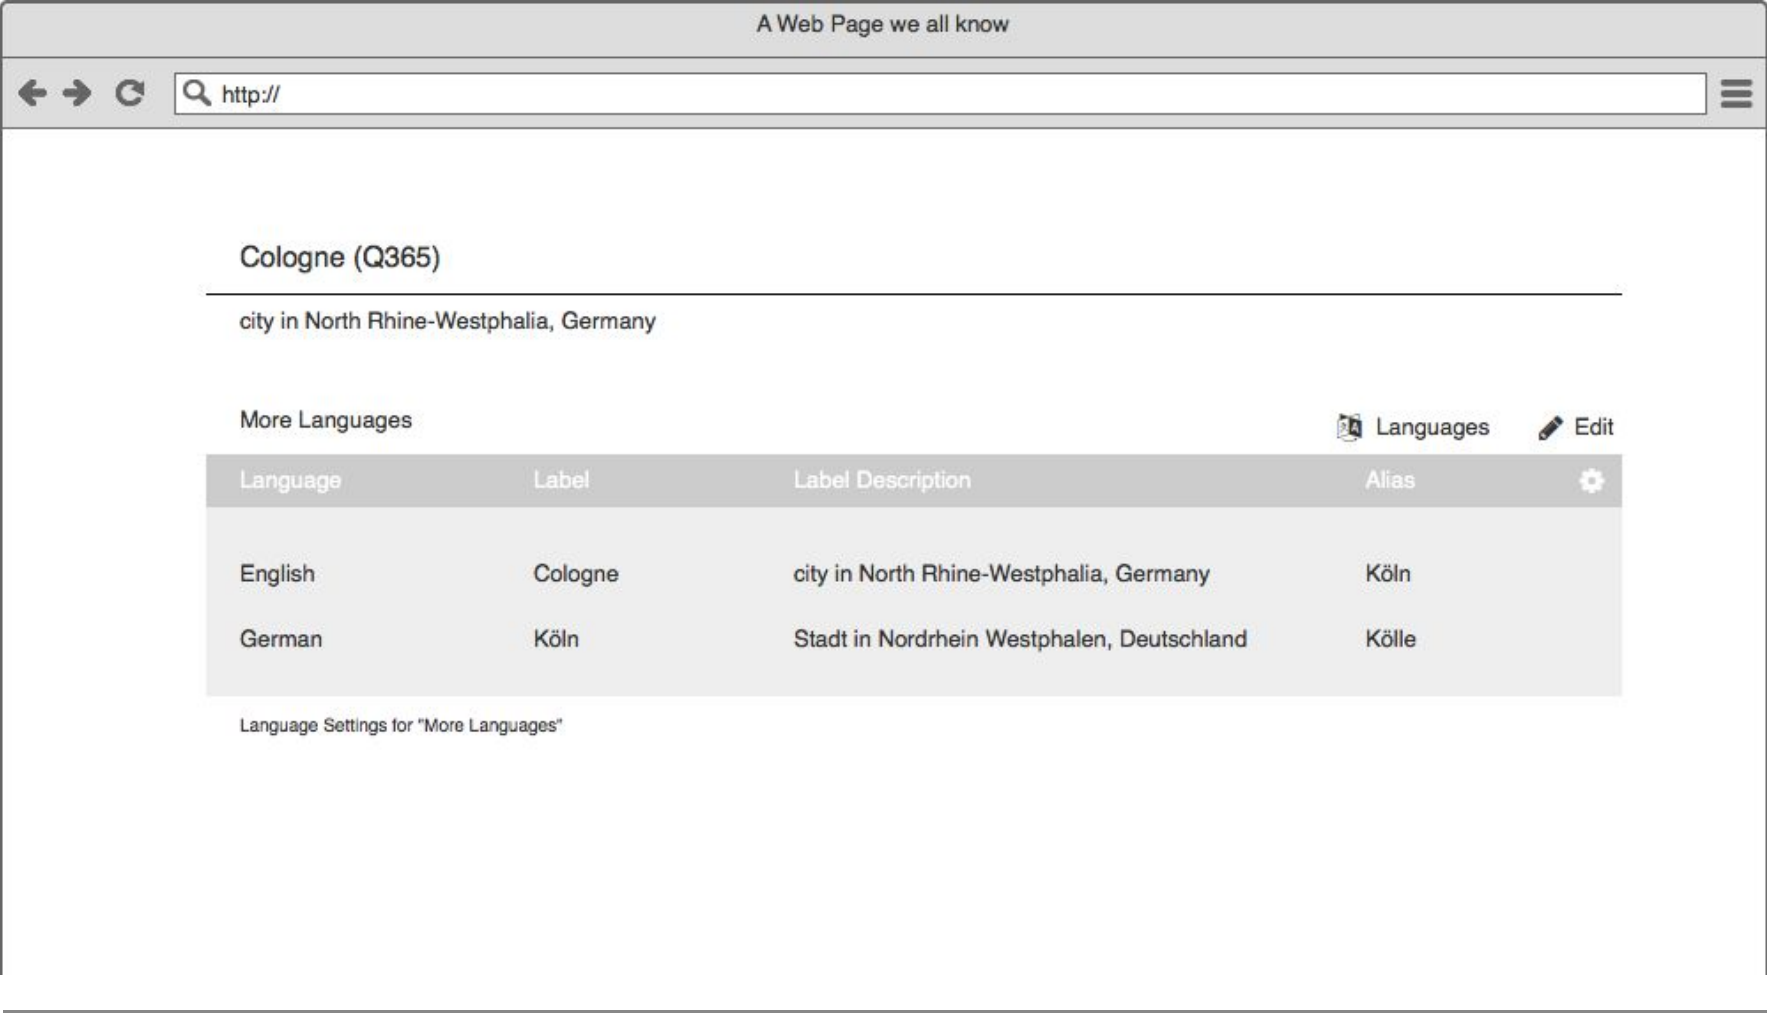 A Web Page we all know
http://
Cologne (Q365)
city in North Rhine-Westphalia, Germany
More Languages Languages Edit
Language Label Label Description Alias
English Cologne city in North Rhine-Westphalia, Germany Köln
German Köln Stadt in Nordrhein Westphalen, Deutschland Kölle
Language Settings for "More Languages"